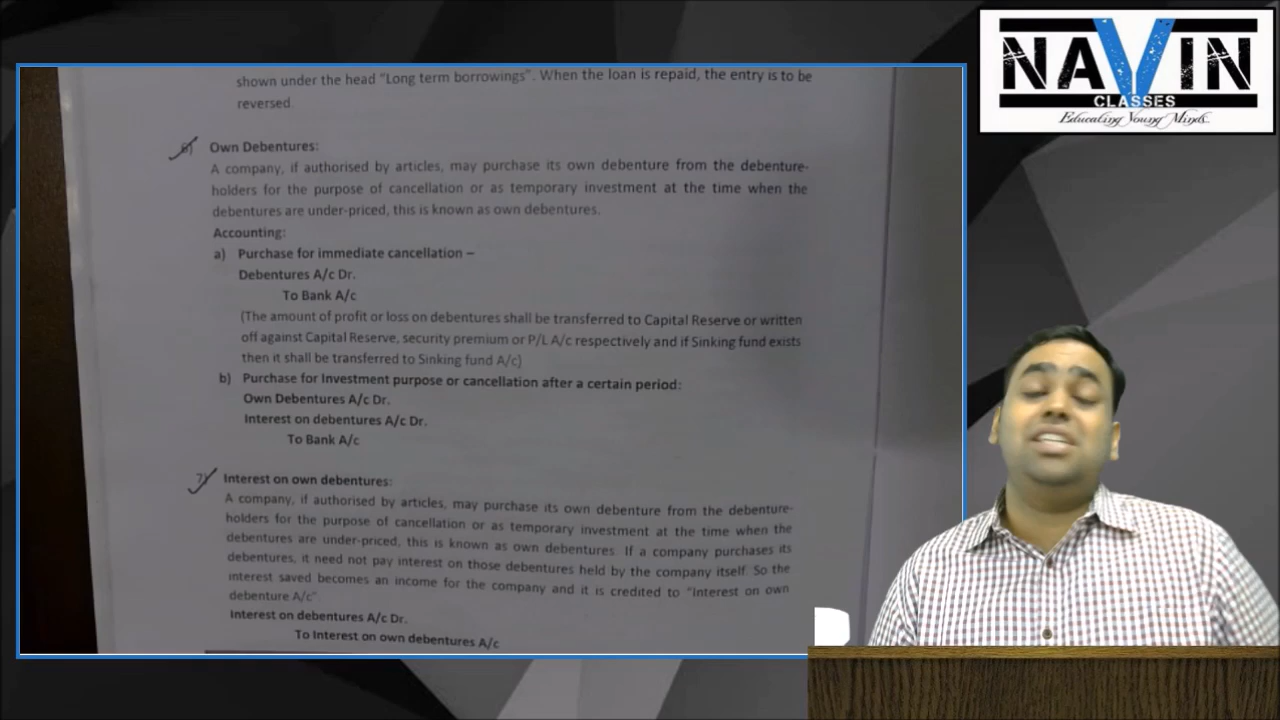 NAVIN
CLASSES
Educating Young Minds..
shown under the head "Long term borrowings". When the loan is repaid, the entry is to be
reversed
6) Own Debentures:
A company, if authorised by articles, may purchase its own debenture from the debenture-
holders for the purpose of cancellation or as temporary investment at the time when the
debentures are under-priced, this is known as own debentures.
Accounting:
a) Purchase for immediate cancellation –
Debentures A/c Dr.
To Bank A/c
(The amount of profit or loss on debentures shall be transferred to Capital Reserve or written
off against Capital Reserve, security premium or P/L A/c respectively and if Sinking fund exists
then it shall be transferred to Sinking fund A/c)
b) Purchase for Investment purpose or cancellation after a certain period:
Own Debentures A/c Dr.
Interest on debentures A/c Dr.
To Bank A/c
7) Interest on own debentures:
A company, if authorised by articles, may purchase its own debenture from the debenture-
holders for the purpose of cancellation or as temporary investment at the time when the
debentures are under-priced, this is known as own debentures. If a company purchases its
debentures, it need not pay interest on those debentures held by the company itself. So the
interest saved becomes an income for the company and it is credited to "Interest on own
debenture A/c"
Interest on debentures A/c Dr.
To Interest on own debentures A/c